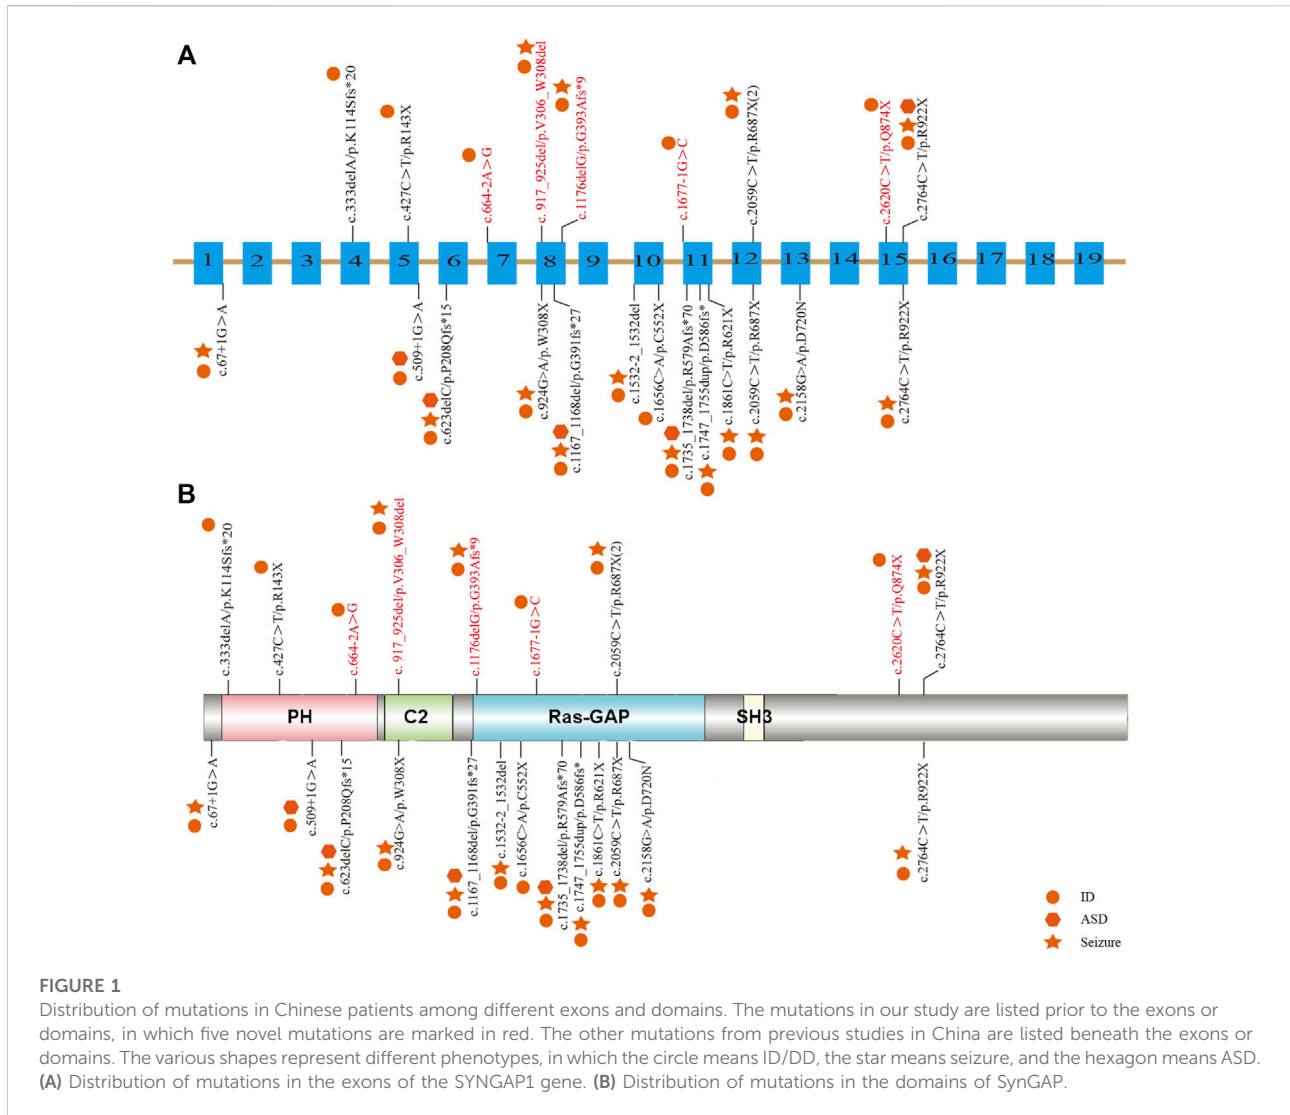 A
c.333delA/p.K114Sfs*20
c.427C>T/p.R143X
c.664-2A>G
c. 917_925del/p.V306_W308del
c.1176delG/p.G393Afs*9
c.1677-1G>C
c.2059C>T/p.R687X(2)
c.2620C>T/p.Q874X
c.2764C>T/p.R922X
1 2 3 4 5 6 7 8 9 10 11 12 13 14 15 16 17 18 19
c.67+1G>A
c.509+1G>A
c.623delC/p.P208Qfs*15
c.924G>A/p.W308X
c.1167_1168del/p.G391fs*27
c.1532-2_1532del
c.1656C>A/p.C552X
c.1735_1738del/p.R579Afs*70
c.1747_1755dup/p.D586fs*
c.1861C>T/p.R621X
c.2059C>T/p.R687X
c.2158G>A/p.D720N
c.2764C>T/p.R922X
B
c.333delA/p.K114Sfs*20
c.427C>T/p.R143X
c.664-2A>G
c. 917_925del/p.V306_W308del
c.1176delG/p.G393Afs*9
c.1677-1G>C
c.2059C>T/p.R687X(2)
c.2620C>T/p.Q874X
c.2764C>T/p.R922X
PH C2 Ras-GAP SH3
c.67+1G>A
c.509+1G>A
c.623delC/p.P208Qfs*15
c.924G>A/p.W308X
c.1167_1168del/p.G391fs*27
c.1532-2_1532del
c.1656C>A/p.C552X
c.1735_1738del/p.R579Afs*70
c.1747_1755dup/p.D586fs*
c.1861C>T/p.R621X
c.2059C>T/p.R687X
c.2158G>A/p.D720N
c.2764C>T/p.R922X
ID
ASD
Seizure
FIGURE 1
Distribution of mutations in Chinese patients among different exons and domains. The mutations in our study are listed prior to the exons or
domains, in which five novel mutations are marked in red. The other mutations from previous studies in China are listed beneath the exons or
domains. The various shapes represent different phenotypes, in which the circle means ID/DD, the star means seizure, and the hexagon means ASD.
(A) Distribution of mutations in the exons of the SYNGAP1 gene. (B) Distribution of mutations in the domains of SynGAP.